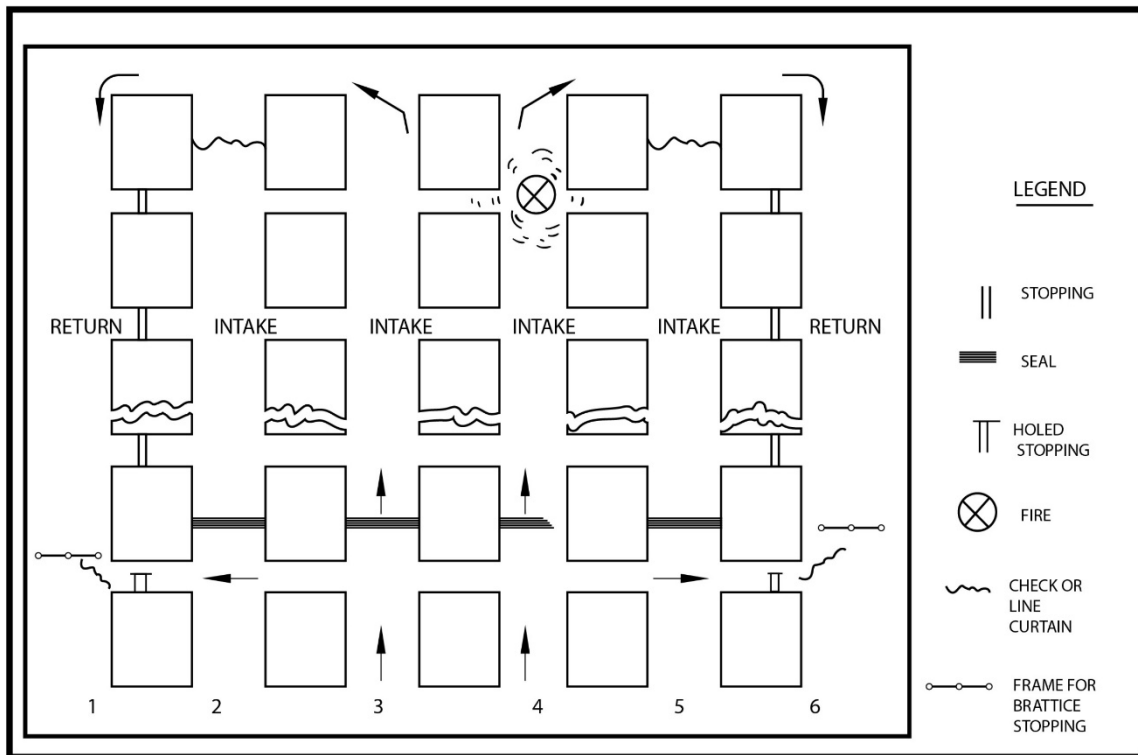 RETURN INTAKE INTAKE INTAKE INTAKE RETURN
1 2 3 4 5 6
LEGEND
STOPPING
SEAL
HOLED
STOPPING
FIRE
CHECK OR
LINE
CURTAIN
FRAME FOR
BRATTICE
STOPPING